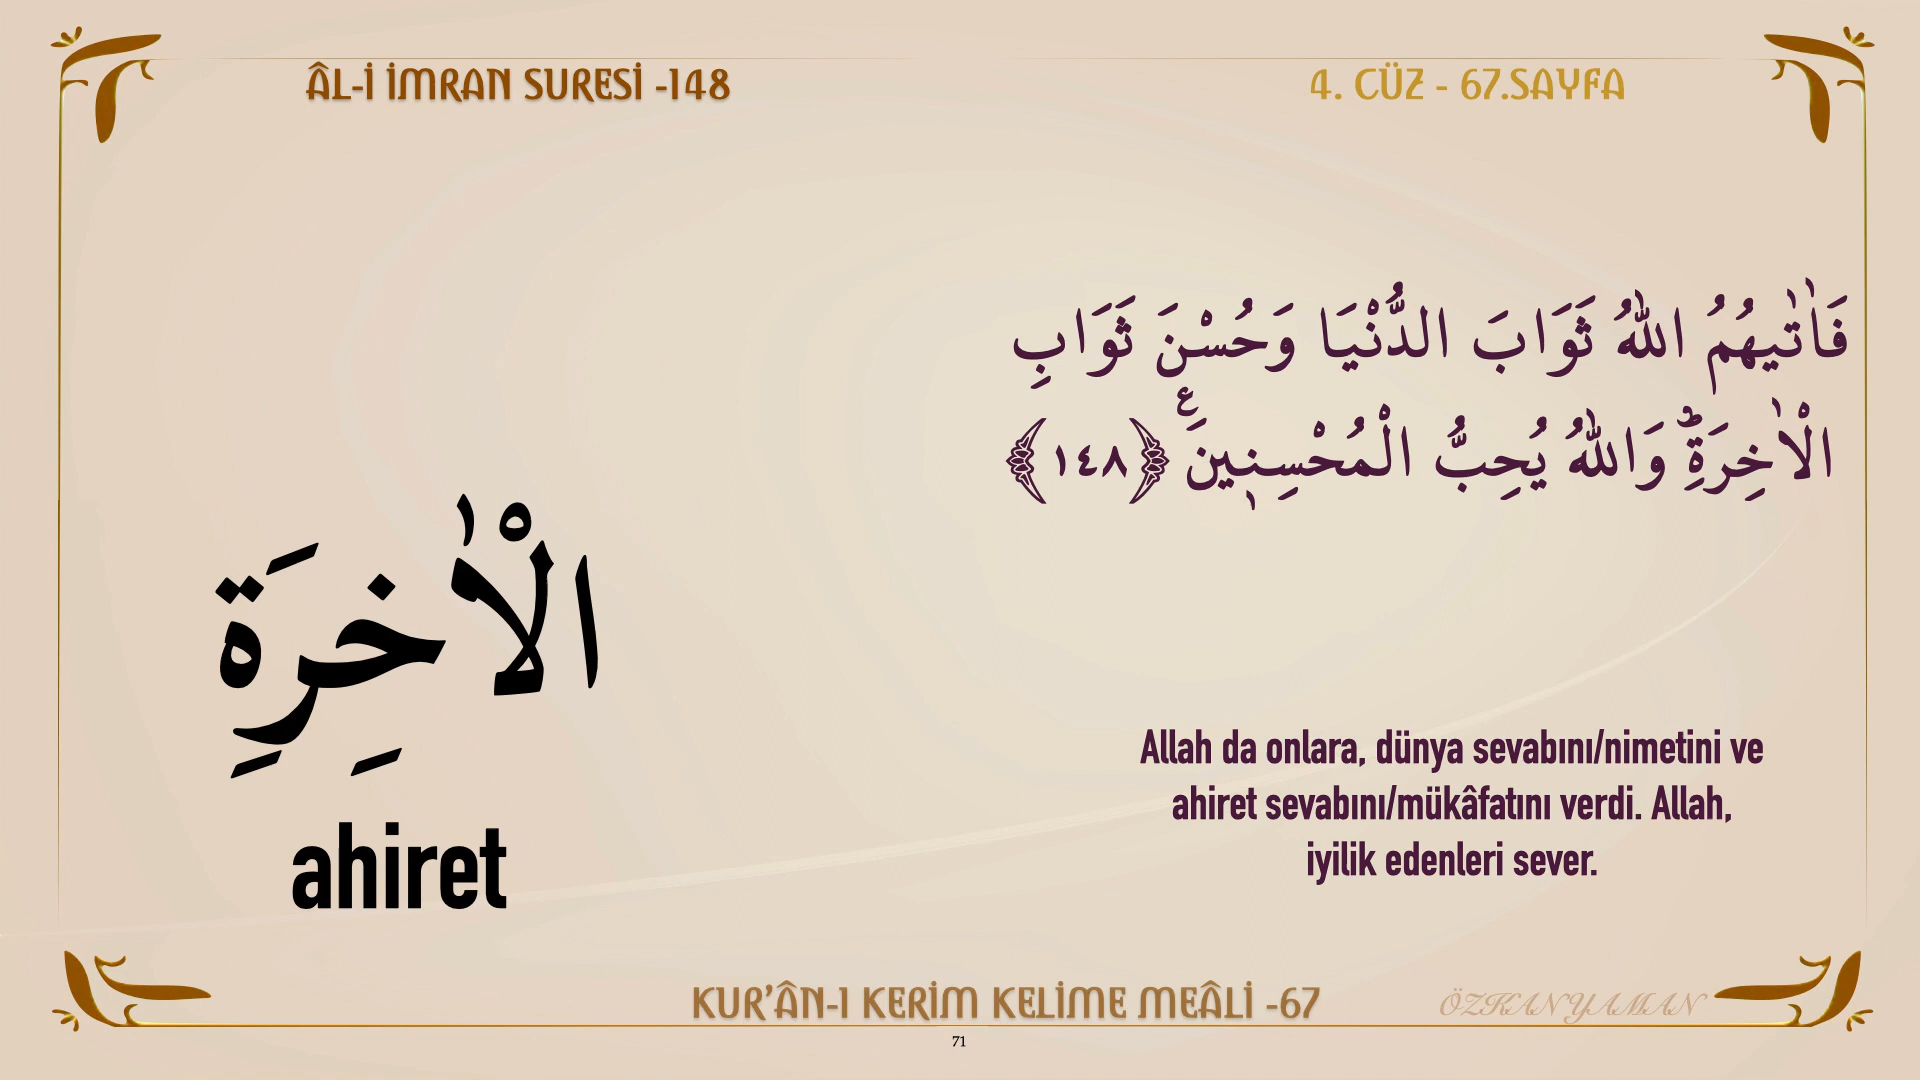 ÂL-İ İMRAN SURESİ -148
4. CÜZ - 67.SAYFA
فَاٰتٰيهُمُ اللّٰهُ ثَوَابَ الدُّنْيَا وَحُسْنَ ثَوَابِ
الْاٰخِرَةِۜ وَاللّٰهُ يُحِبُّ الْمُحْسِن۪ينَ۟ ﴿١٤٨﴾
الْاٰخِرَةَِ
ahiret
Allah da onlara, dünya sevabını/nimetini ve
ahiret sevabını/mükâfatını verdi. Allah,
iyilik edenleri sever.
KUR’ÂN-I KERİM KELİME MEÂLİ -67
ÖZKAN YAMAN
71